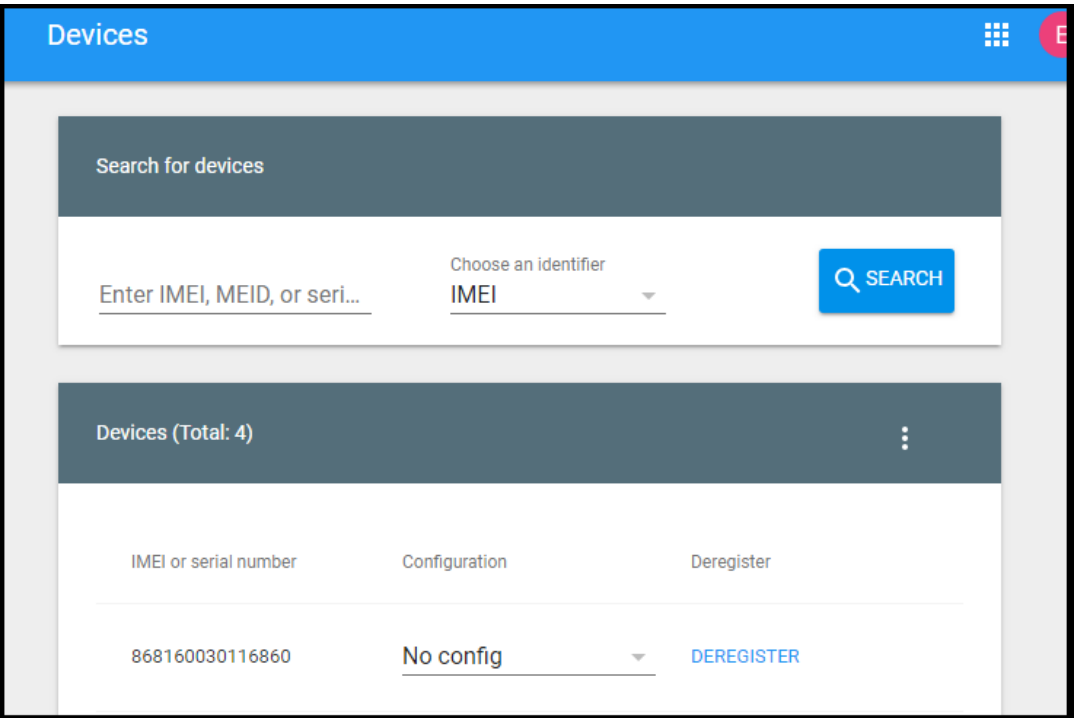 Devices
E
Search for devices
Choose an identifier
Enter IMEI, MEID, or seri... IMEI SEARCH
Devices (Total: 4)
IMEI or serial number Configuration Deregister
868160030116860 No config DEREGISTER